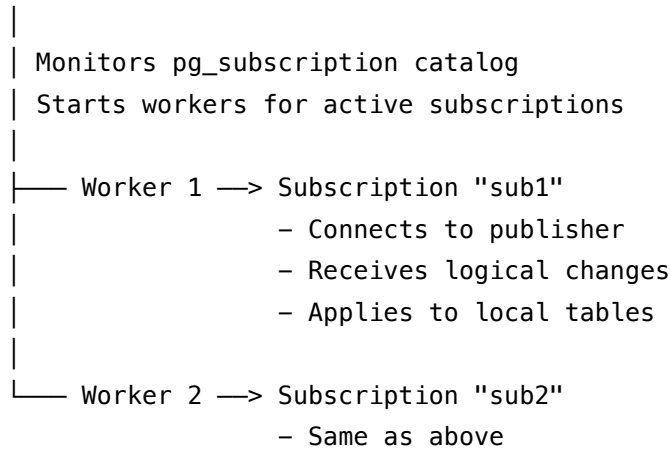 │
│ Monitors pg_subscription catalog
│ Starts workers for active subscriptions
│
├─── Worker 1 ──> Subscription "sub1"
│                 - Connects to publisher
│                 - Receives logical changes
│                 - Applies to local tables
│
└─── Worker 2 ──> Subscription "sub2"
                  - Same as above